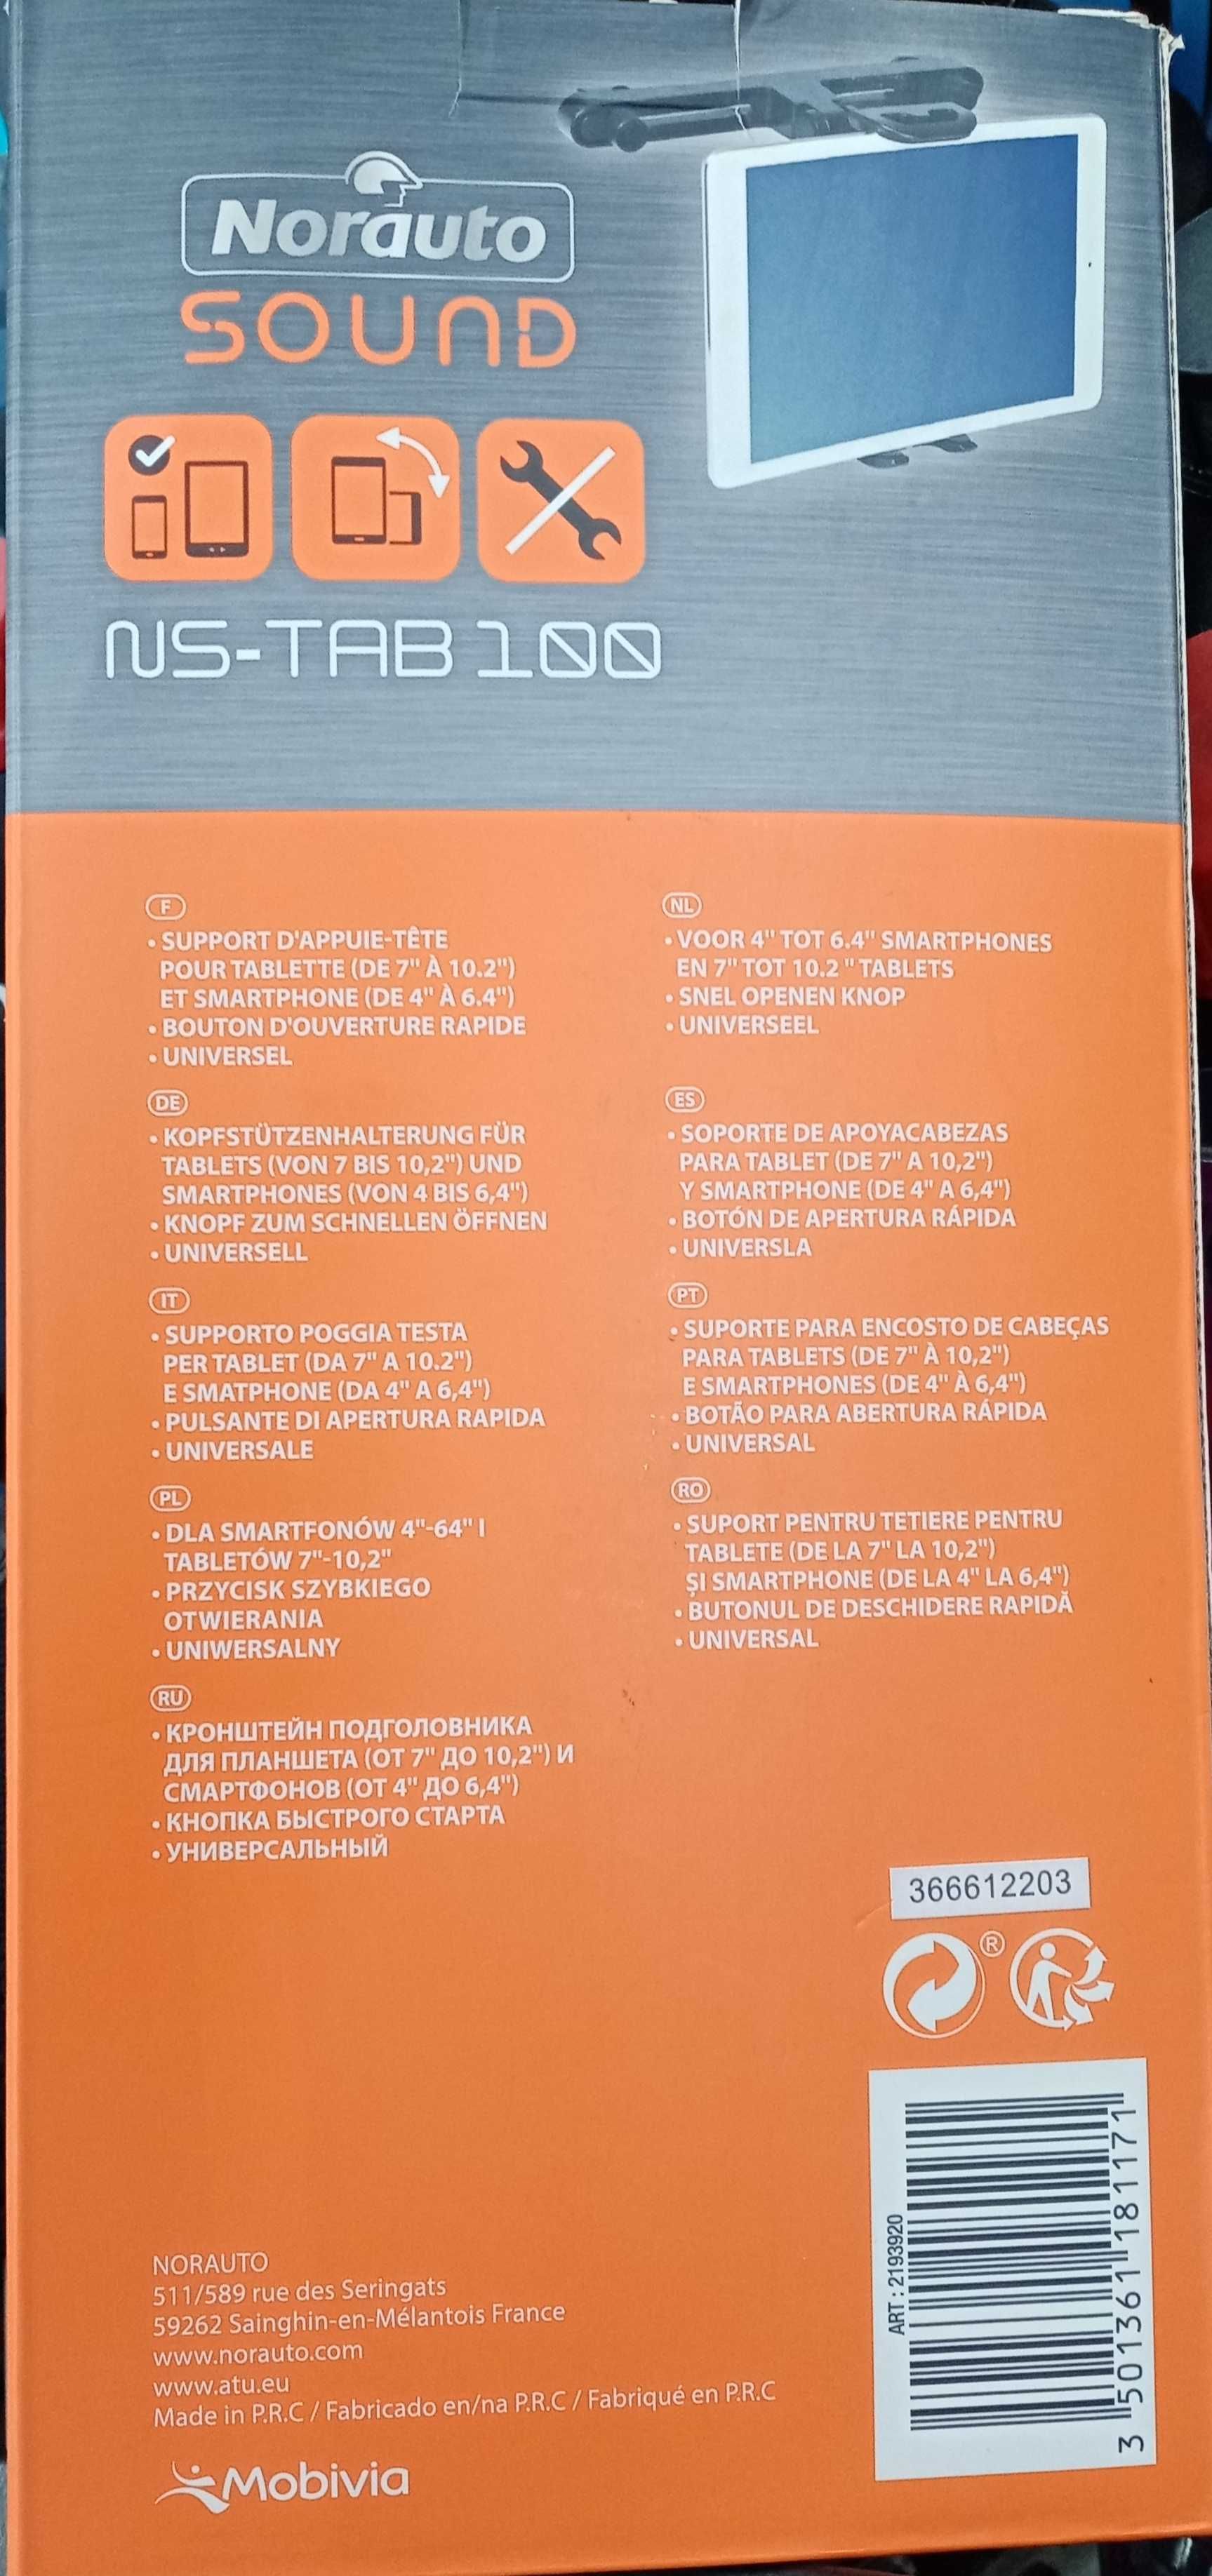 Norauto
SOUND
NS-TAB 100
F
• SUPPORT D'APPUIE-TÊTE
POUR TABLETTE (DE 7" À 10.2")
ET SMARTPHONE (DE 4" À 6.4")
• BOUTON D'OUVERTURE RAPIDE
• UNIVERSEL
NL
• VOOR 4" TOT 6.4" SMARTPHONES
EN 7" TOT 10.2 " TABLETS
• SNEL OPENEN KNOP
• UNIVERSEEL
DE
• KOPFSTÜTZENHALTERUNG FÜR
TABLETS (VON 7 BIS 10,2") UND
SMARTPHONES (VON 4 BIS 6,4")
• KNOPF ZUM SCHNELLEN ÖFFNEN
• UNIVERSELL
ES
• SOPORTE DE APOYACABEZAS
PARA TABLET (DE 7" A 10,2")
Y SMARTPHONE (DE 4" A 6,4")
• BOTÓN DE APERTURA RÁPIDA
• UNIVERSLA
IT
• SUPPORTO POGGIA TESTA
PER TABLET (DA 7" A 10.2")
E SMATPHONE (DA 4" A 6,4")
• PULSANTE DI APERTURA RAPIDA
• UNIVERSALE
PT
• SUPORTE PARA ENCOSTO DE CABEÇAS
PARA TABLETS (DE 7" À 10,2")
E SMARTPHONES (DE 4" À 6,4")
• BOTÃO PARA ABERTURA RÁPIDA
• UNIVERSAL
PL
• DLA SMARTFONÓW 4"-64" I
TABLETÓW 7"-10,2"
• PRZYCISK SZYBKIEGO
OTWIERANIA
• UNIWERSALNY
RO
• SUPORT PENTRU TETIERE PENTRU
TABLETE (DE LA 7" LA 10,2")
ȘI SMARTPHONE (DE LA 4" LA 6,4")
• BUTONUL DE DESCHIDERE RAPIDĂ
• UNIVERSAL
RU
• КРОНШТЕЙН ПОДГОЛОВНИКА
ДЛЯ ПЛАНШЕТА (ОТ 7" ДО 10,2") И
СМАРТФОНОВ (ОТ 4" ДО 6,4")
• КНОПКА БЫСТРОГО СТАРТА
• УНИВЕРСАЛЬНЫЙ
366612203
®
ART : 2193920
3 501361 181171
NORAUTO
511/589 rue des Seringats
59262 Sainghin-en-Mélantois France
www.norauto.com
www.atu.eu
Made in P.R.C / Fabricado en/na P.R.C / Fabriqué en P.R.C
Mobivia